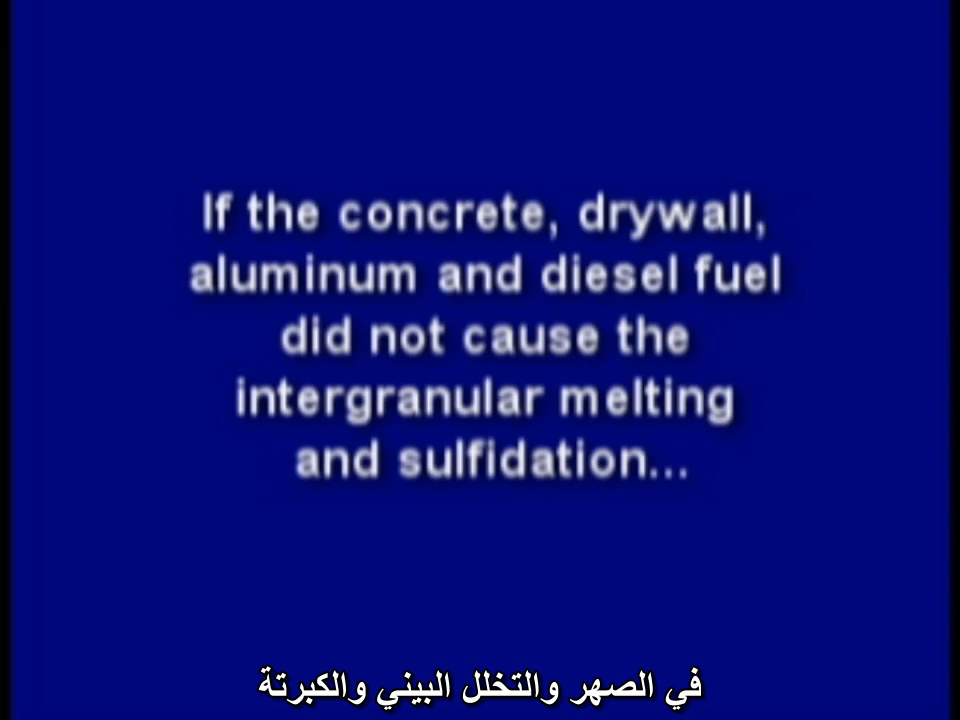 If the concrete, drywall,
aluminum and diesel fuel
did not cause the
intergranular melting
and sulfidation...
في الصهر والتخلل البيني والكبرتة